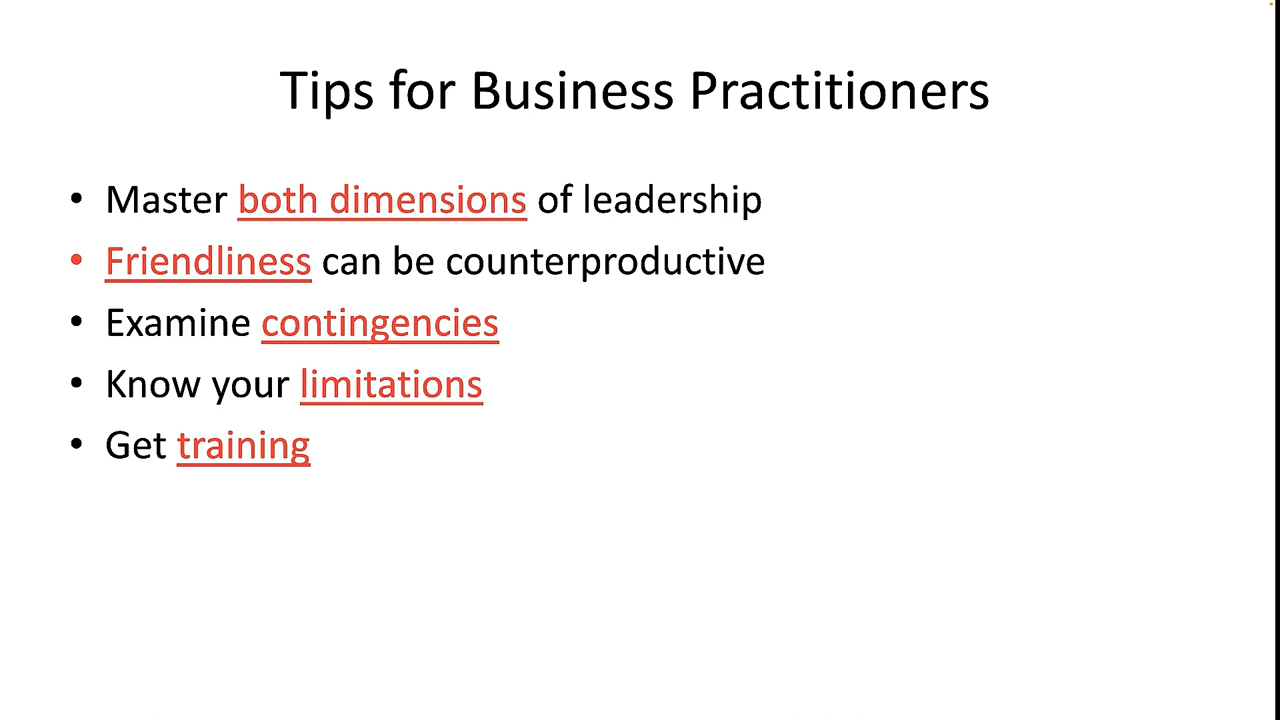 Tips for Business Practitioners
• Master both dimensions of leadership
• Friendliness can be counterproductive
• Examine contingencies
• Know your limitations
• Get training